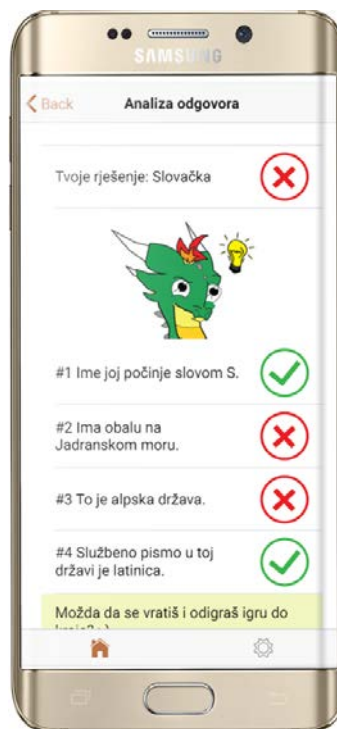 SAMSUNG
Back
Analiza odgovora
Tvoje rješenje: Slovačka
#1 Ime joj počinje slovom S.
#2 Ima obalu na
Jadranskom moru.
#3 To je alpska država.
#4 Službeno pismo u toj
državi je latinica.
Možda da se vratiš i odigraš igru do